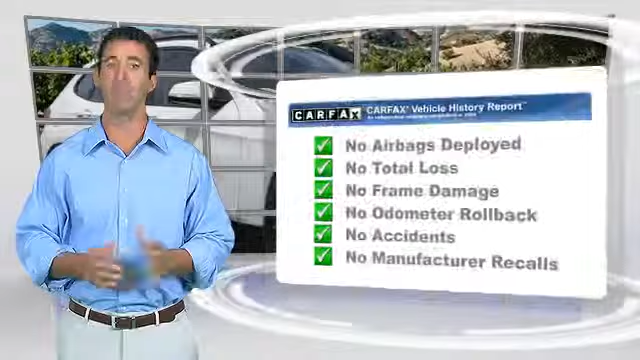 CARFAX CARFAX Vehicle History Report™
No Airbags Deployed
No Total Loss
No Frame Damage
No Odometer Rollback
No Accidents
No Manufacturer Recalls